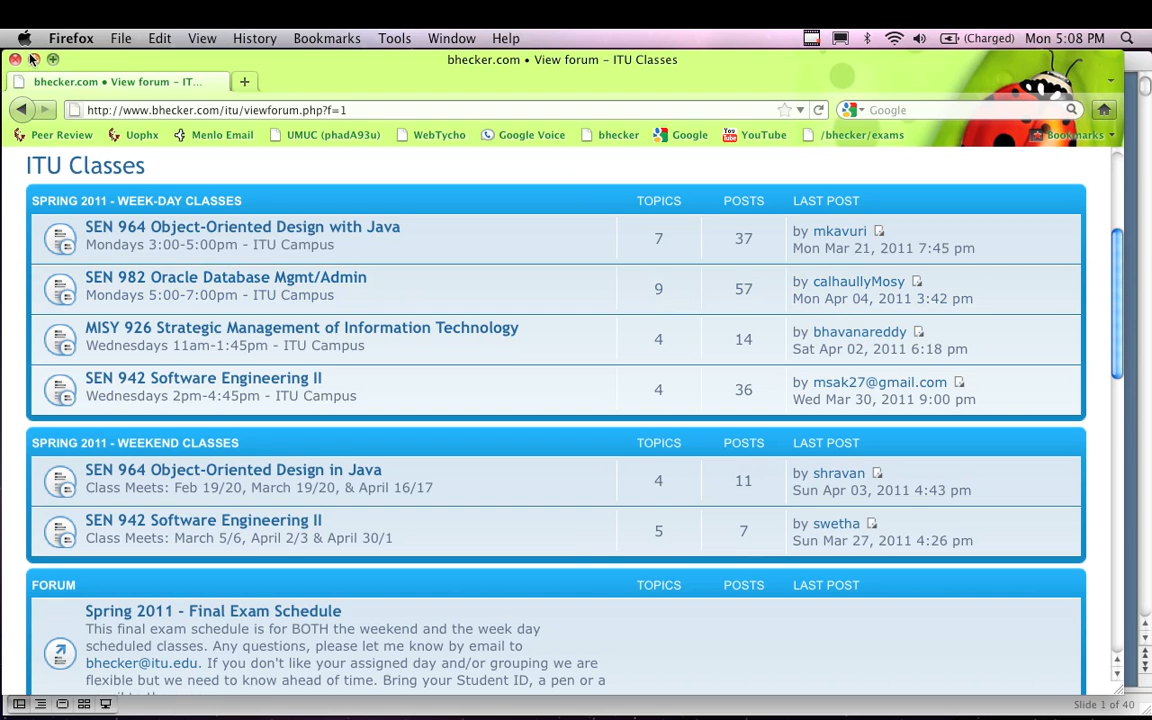 Firefox File Edit View History Bookmarks Tools Window Help (Charged) Mon 5:08 PM
bhecker.com • View forum – ITU Classes
bhecker.com • View forum – IT...
http://www.bhecker.com/itu/viewforum.php?f=1 Google
Peer Review Uophx Menlo Email UMUC (phadA93u) WebTycho Google Voice bhecker Google YouTube /bhecker/exams Bookmarks
ITU Classes
SPRING 2011 - WEEK-DAY CLASSES TOPICS POSTS LAST POST
SEN 964 Object-Oriented Design with Java 7 37 by mkavuri
Mondays 3:00-5:00pm - ITU Campus Mon Mar 21, 2011 7:45 pm
SEN 982 Oracle Database Mgmt/Admin 9 57 by calhaullyMosy
Mondays 5:00-7:00pm - ITU Campus Mon Apr 04, 2011 3:42 pm
MISY 926 Strategic Management of Information Technology 4 14 by bhavanareddy
Wednesdays 11am-1:45pm - ITU Campus Sat Apr 02, 2011 6:18 pm
SEN 942 Software Engineering II 4 36 by msak27@gmail.com
Wednesdays 2pm-4:45pm - ITU Campus Wed Mar 30, 2011 9:00 pm
SPRING 2011 - WEEKEND CLASSES TOPICS POSTS LAST POST
SEN 964 Object-Oriented Design in Java 4 11 by shravan
Class Meets: Feb 19/20, March 19/20, & April 16/17 Sun Apr 03, 2011 4:43 pm
SEN 942 Software Engineering II 5 7 by swetha
Class Meets: March 5/6, April 2/3 & April 30/1 Sun Mar 27, 2011 4:26 pm
FORUM TOPICS POSTS LAST POST
Spring 2011 - Final Exam Schedule
This final exam schedule is for BOTH the weekend and the week day
scheduled classes. Any questions, please let me know by email to
bhecker@itu.edu. If you don't like your assigned day and/or grouping we are
flexible but we need to know ahead of time. Bring your Student ID, a pen or a
Slide 1 of 40